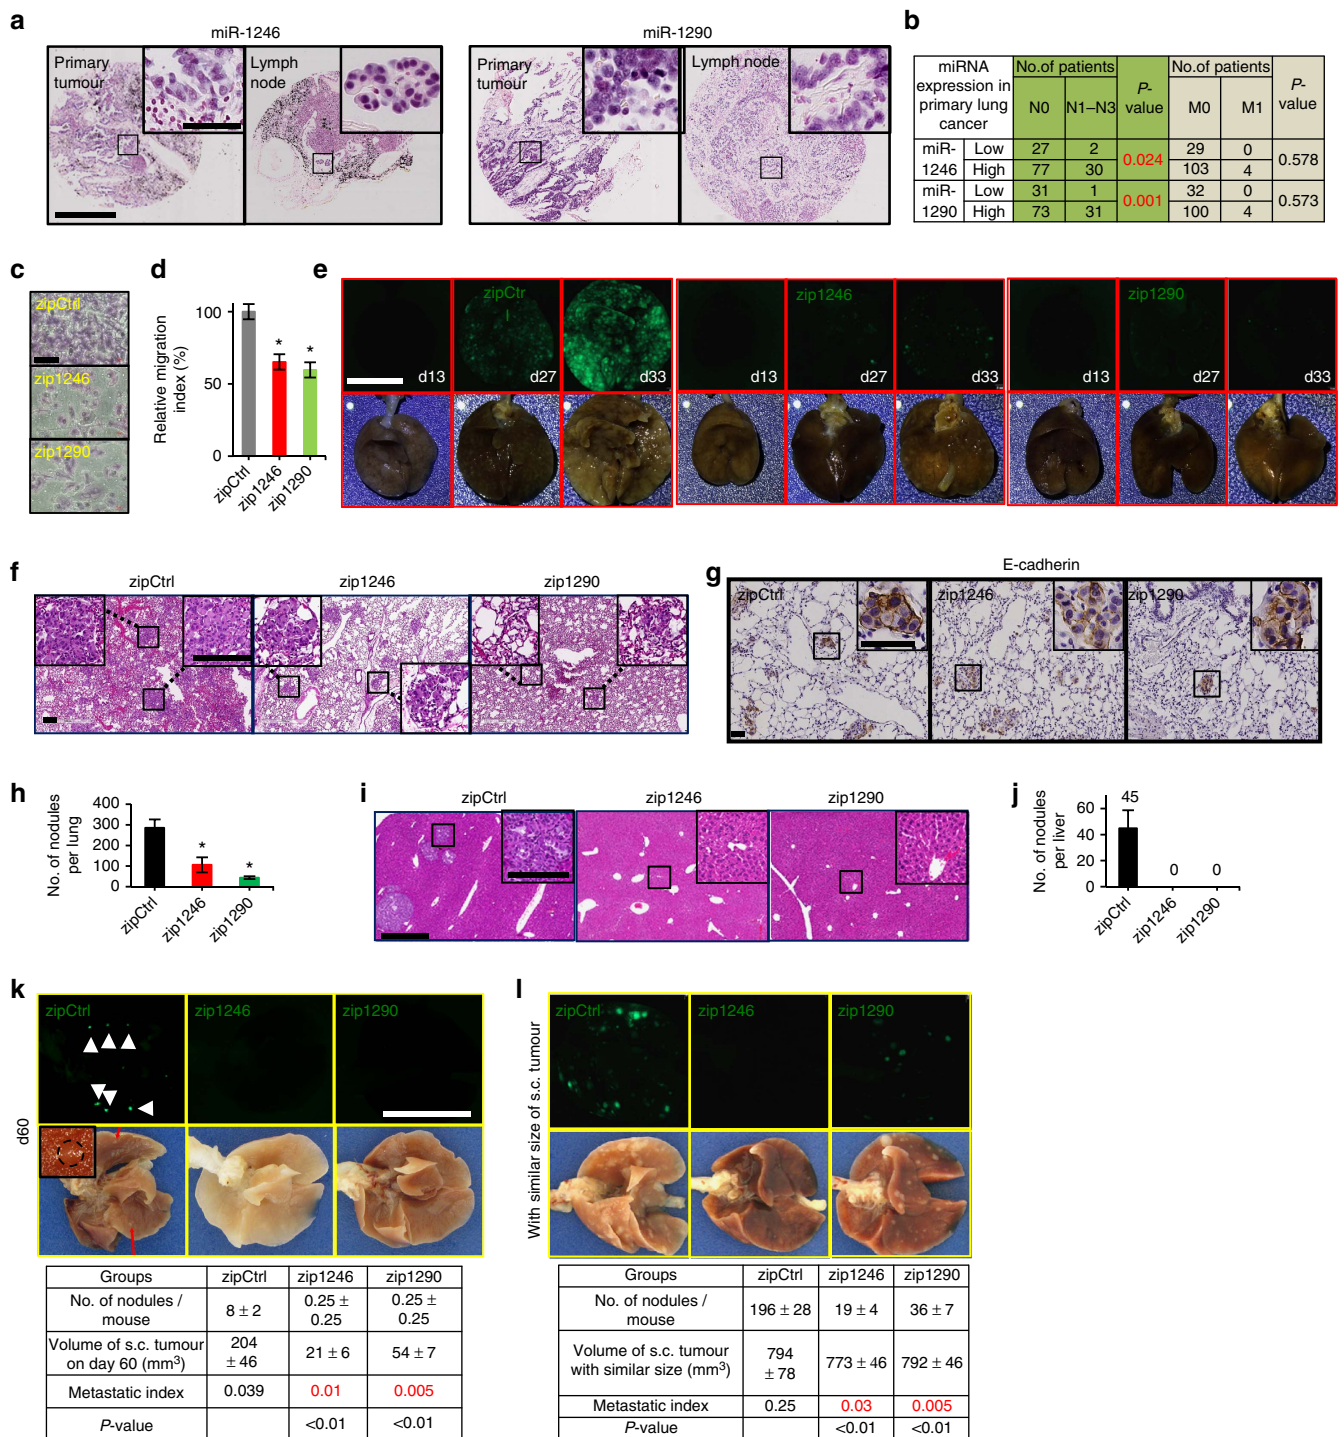 a
miR-1246
miR-1290
Primary tumour
Lymph node
Primary tumour
Lymph node
b
miRNA expression in primary lung cancer
No.of patients
P-value
No.of patients
P-value
N0
N1–N3
M0
M1
miR-1246
Low
27
2
0.024
29
0
0.578
High
77
30
103
4
miR-1290
Low
31
1
0.001
32
0
0.573
High
73
31
100
4
c
zipCtrl
zip1246
zip1290
d
Relative migration index (%)
100
50
0
*
*
zipCtrl
zip1246
zip1290
e
zipCtrl
zip1246
zip1290
d13
d27
d33
d13
d27
d33
d13
d27
d33
f
zipCtrl
zip1246
zip1290
g
E-cadherin
zipCtrl
zip1246
zip1290
h
No. of nodules per lung
400
300
200
100
0
*
*
zipCtrl
zip1246
zip1290
i
zipCtrl
zip1246
zip1290
j
No. of nodules per liver
60
40
20
0
45
0
0
zipCtrl
zip1246
zip1290
k
zipCtrl
zip1246
zip1290
d60
Groups
zipCtrl
zip1246
zip1290
No. of nodules / mouse
8 ± 2
0.25 ± 0.25
0.25 ± 0.25
Volume of s.c. tumour on day 60 (mm³)
204 ± 46
21 ± 6
54 ± 7
Metastatic index
0.039
0.01
0.005
P-value
<0.01
<0.01
l
zipCtrl
zip1246
zip1290
With similar size of s.c. tumour
Groups
zipCtrl
zip1246
zip1290
No. of nodules / mouse
196 ± 28
19 ± 4
36 ± 7
Volume of s.c. tumour with similar size (mm³)
794 ± 78
773 ± 46
792 ± 46
Metastatic index
0.25
0.03
0.005
P-value
<0.01
<0.01